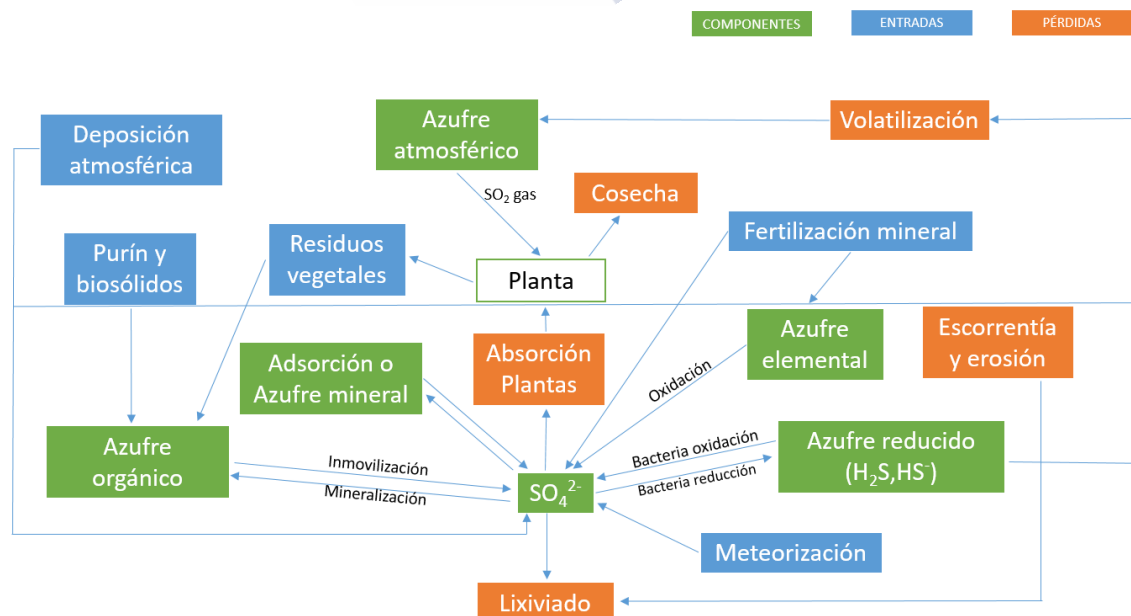 COMPONENTES
ENTRADAS
PÉRDIDAS
Deposición
atmosférica
Azufre
atmosférico
Volatilización
SO₂ gas
Cosecha
Purín y
biosólidos
Residuos
vegetales
Planta
Fertilización mineral
Adsorción o
Azufre mineral
Absorción
Plantas
Oxidación
Azufre
elemental
Escorrentía
y erosión
Azufre
orgánico
Inmovilización
Mineralización
SO₄²⁻
Bacteria oxidación
Bacteria reducción
Azufre reducido
(H₂S,HS⁻)
Meteorización
Lixiviado